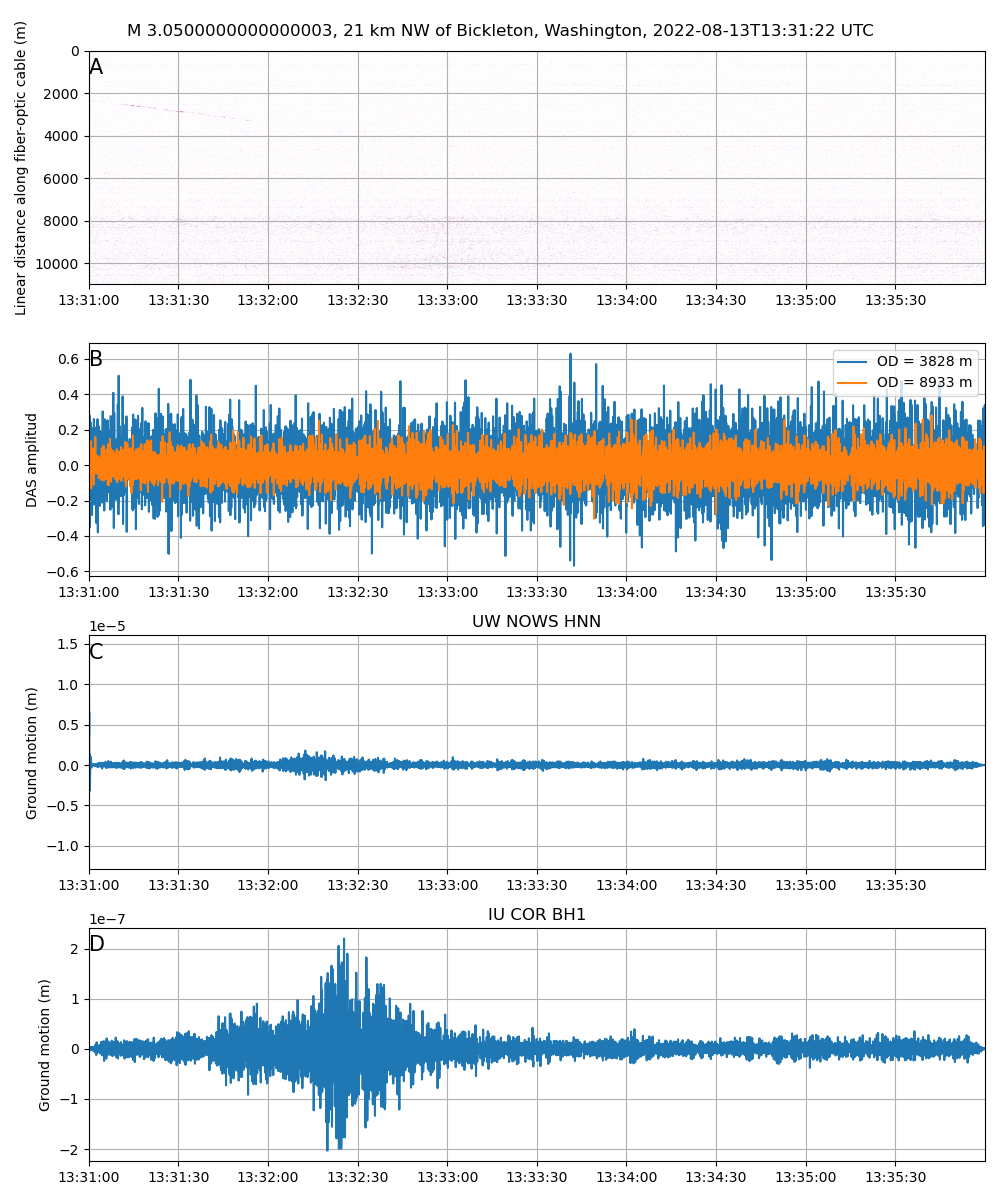 M 3.0500000000000003, 21 km NW of Bickleton, Washington, 2022-08-13T13:31:22 UTC
A
Linear distance along fiber-optic cable (m)
0
2000
4000
6000
8000
10000
13:31:00 13:31:30 13:32:00 13:32:30 13:33:00 13:33:30 13:34:00 13:34:30 13:35:00 13:35:30
B
OD = 3828 m
OD = 8933 m
DAS amplitud
0.6
0.4
0.2
0.0
−0.2
−0.4
−0.6
13:31:00 13:31:30 13:32:00 13:32:30 13:33:00 13:33:30 13:34:00 13:34:30 13:35:00 13:35:30
UW NOWS HNN
1e−5
C
Ground motion (m)
1.5
1.0
0.5
0.0
−0.5
−1.0
13:31:00 13:31:30 13:32:00 13:32:30 13:33:00 13:33:30 13:34:00 13:34:30 13:35:00 13:35:30
IU COR BH1
1e−7
D
Ground motion (m)
2
1
0
−1
−2
13:31:00 13:31:30 13:32:00 13:32:30 13:33:00 13:33:30 13:34:00 13:34:30 13:35:00 13:35:30